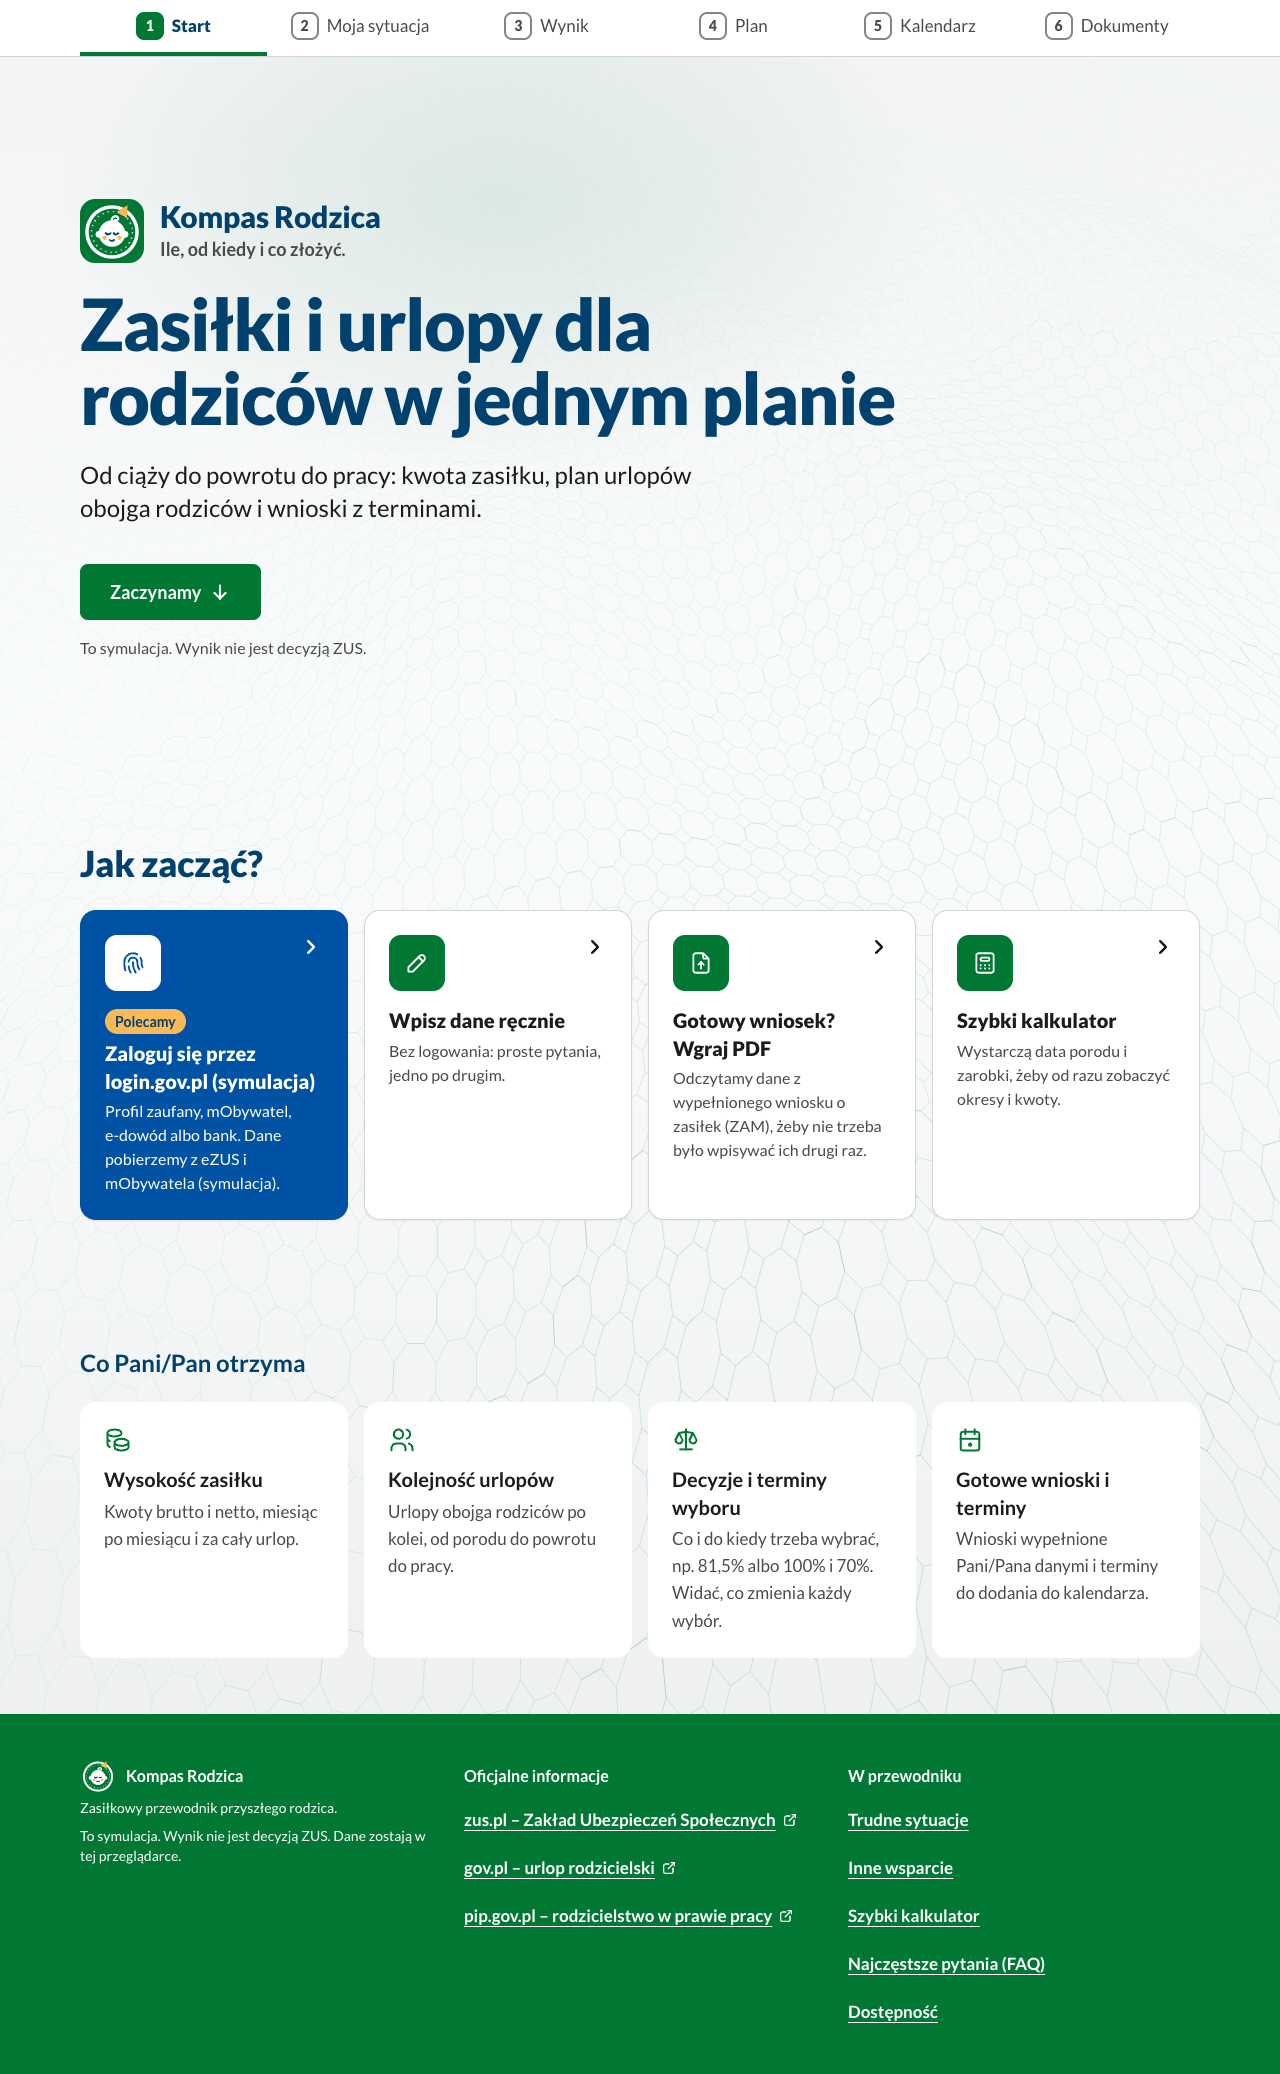 1 Start
2 Moja sytuacja
3 Wynik
4 Plan
5 Kalendarz
6 Dokumenty
Kompas Rodzica
Ile, od kiedy i co złożyć.
Zasiłki i urlopy dla
rodziców w jednym planie
Od ciąży do powrotu do pracy: kwota zasiłku, plan urlopów
obojga rodziców i wnioski z terminami.
Zaczynamy
To symulacja. Wynik nie jest decyzją ZUS.
Jak zacząć?
Polecamy
Zaloguj się przez
login.gov.pl (symulacja)
Profil zaufany, mObywatel,
e-dowód albo bank. Dane
pobierzemy z eZUS i
mObywatela (symulacja).
Wpisz dane ręcznie
Bez logowania: proste pytania,
jedno po drugim.
Gotowy wniosek?
Wgraj PDF
Odczytamy dane z
wypełnionego wniosku o
zasiłek (ZAM), żeby nie trzeba
było wpisywać ich drugi raz.
Szybki kalkulator
Wystarczą data porodu i
zarobki, żeby od razu zobaczyć
okresy i kwoty.
Co Pani/Pan otrzyma
Wysokość zasiłku
Kwoty brutto i netto, miesiąc
po miesiącu i za cały urlop.
Kolejność urlopów
Urlopy obojga rodziców po
kolei, od porodu do powrotu
do pracy.
Decyzje i terminy
wyboru
Co i do kiedy trzeba wybrać,
np. 81,5% albo 100% i 70%.
Widać, co zmienia każdy
wybór.
Gotowe wnioski i
terminy
Wnioski wypełnione
Pani/Pana danymi i terminy
do dodania do kalendarza.
Kompas Rodzica
Zasiłkowy przewodnik przyszłego rodzica.
To symulacja. Wynik nie jest decyzją ZUS. Dane zostają w
tej przeglądarce.
Oficjalne informacje
zus.pl – Zakład Ubezpieczeń Społecznych
gov.pl – urlop rodzicielski
pip.gov.pl – rodzicielstwo w prawie pracy
W przewodniku
Trudne sytuacje
Inne wsparcie
Szybki kalkulator
Najczęstsze pytania (FAQ)
Dostępność